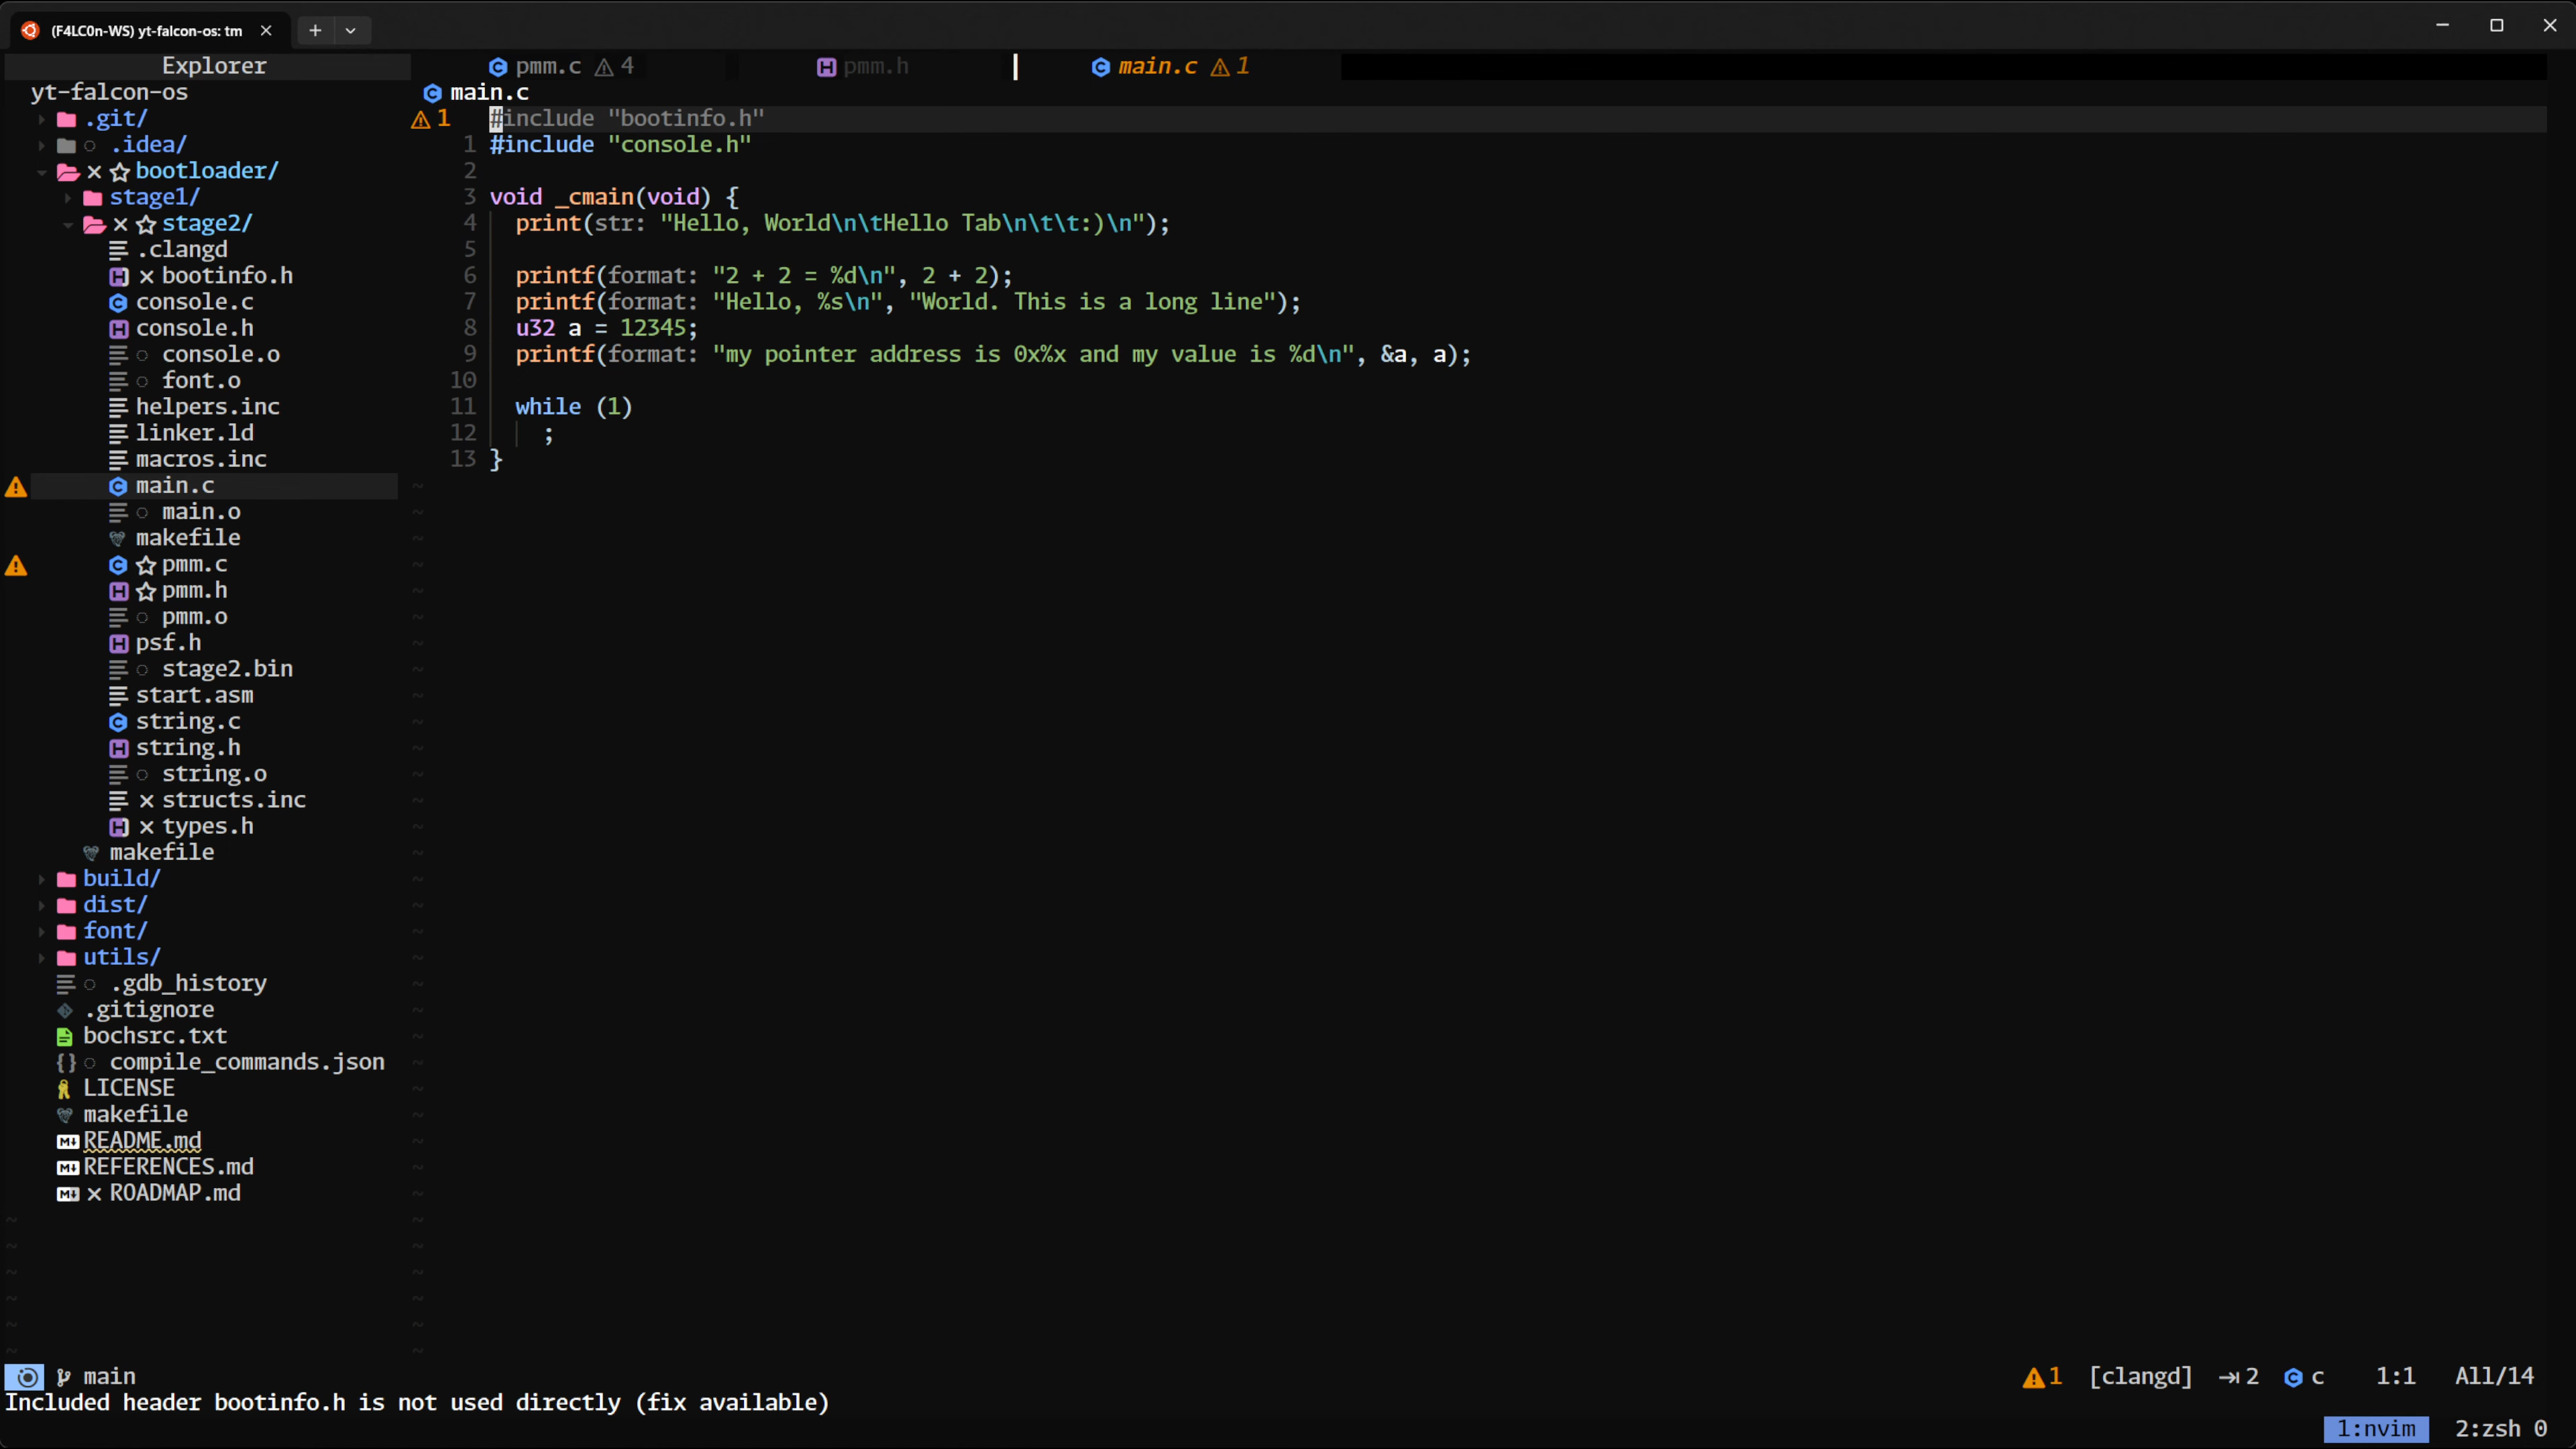 (F4LC0n-WS) yt-falcon-os: tm
Explorer
pmm.c 4
pmm.h
main.c 1
yt-falcon-os
.git/
.idea/
bootloader/
stage1/
stage2/
.clangd
bootinfo.h
console.c
console.h
console.o
font.o
helpers.inc
linker.ld
macros.inc
main.c
main.o
makefile
pmm.c
pmm.h
pmm.o
psf.h
stage2.bin
start.asm
string.c
string.h
string.o
structs.inc
types.h
makefile
build/
dist/
font/
utils/
.gdb_history
.gitignore
bochsrc.txt
compile_commands.json
LICENSE
makefile
README.md
REFERENCES.md
ROADMAP.md
main.c
1 #include "bootinfo.h"
1 #include "console.h"
2
3 void _cmain(void) {
4 print(str: "Hello, World\n\tHello Tab\n\t\t:)\n");
5
6 printf(format: "2 + 2 = %d\n", 2 + 2);
7 printf(format: "Hello, %s\n", "World. This is a long line");
8 u32 a = 12345;
9 printf(format: "my pointer address is 0x%x and my value is %d\n", &a, a);
10
11 while (1)
12 ;
13 }
main
1 [clangd] 2 c 1:1 All/14
Included header bootinfo.h is not used directly (fix available)
1:nvim 2:zsh 0